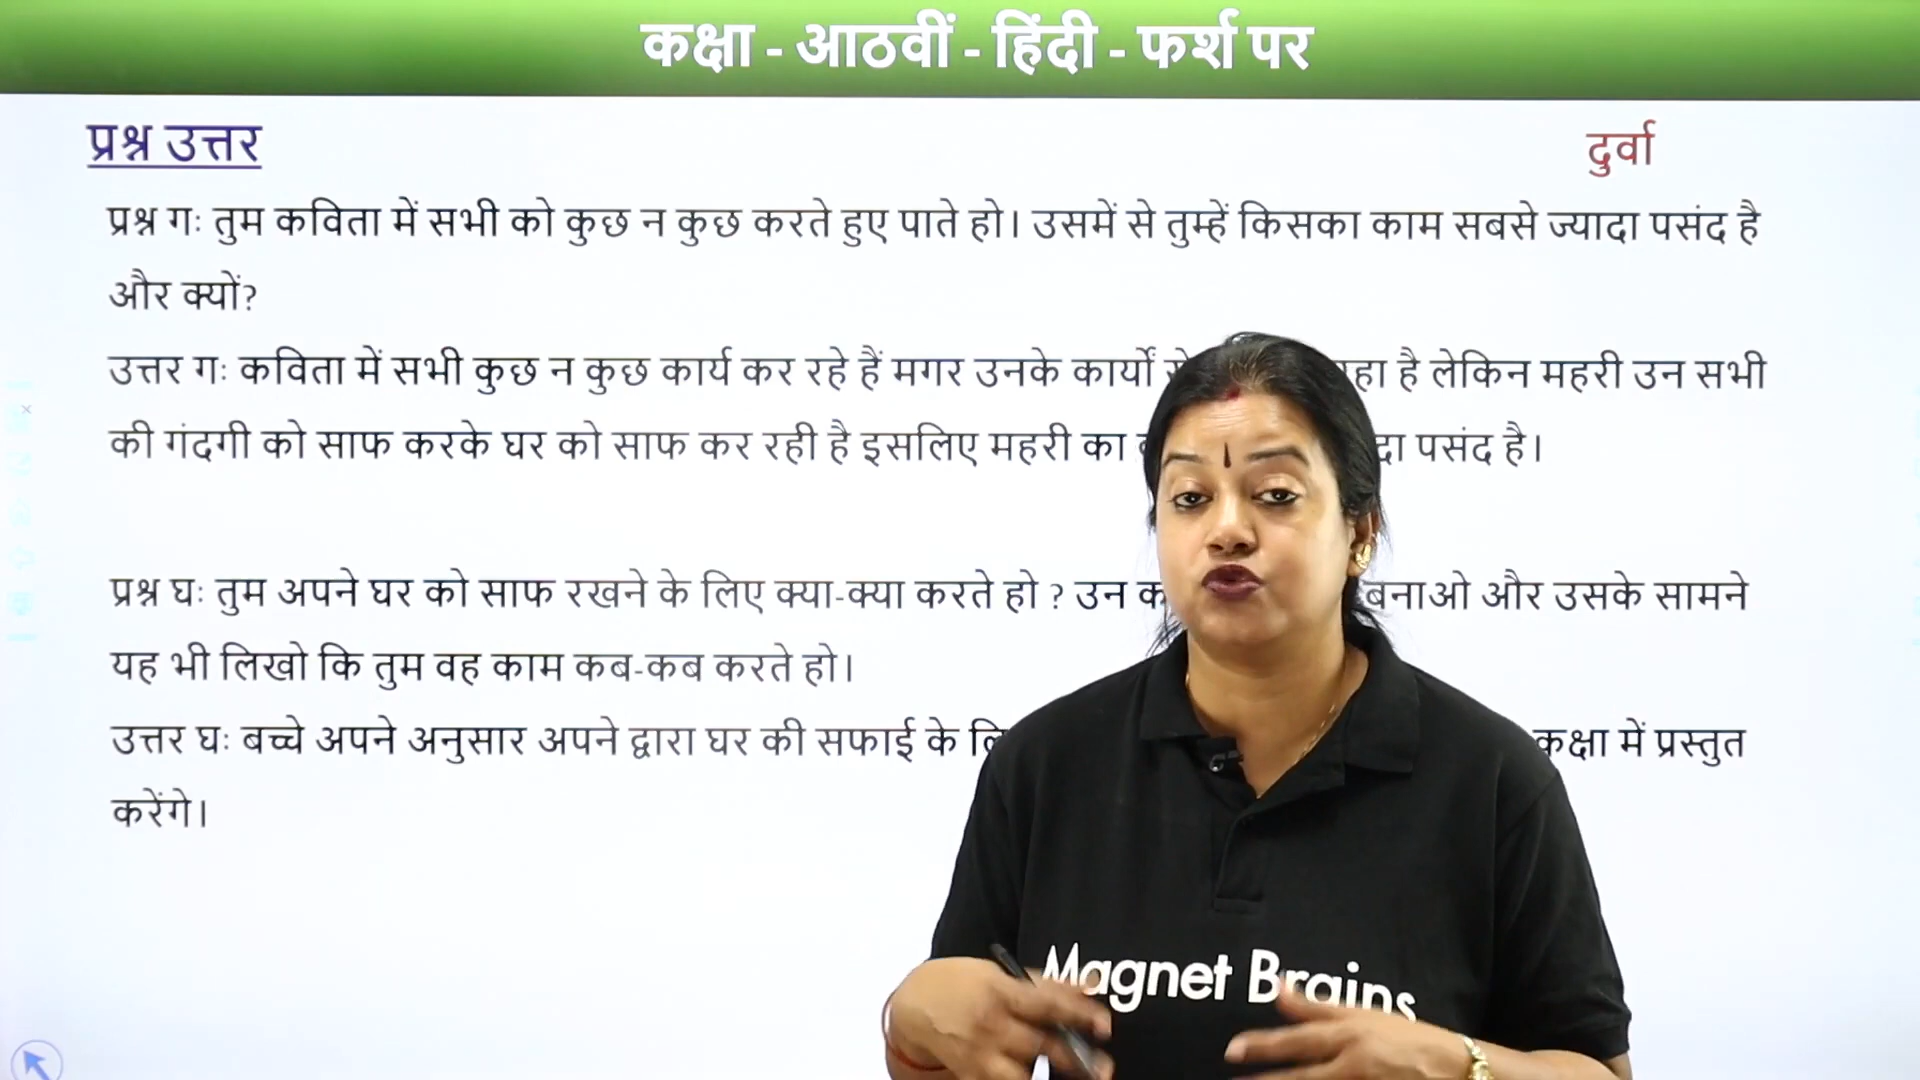 कक्षा - आठवीं - हिंदी - फर्श पर
प्रश्न उत्तर
दुर्वा
प्रश्न गः तुम कविता में सभी को कुछ न कुछ करते हुए पाते हो। उसमें से तुम्हें किसका काम सबसे ज्यादा पसंद है
और क्यों?
उत्तर गः कविता में सभी कुछ न कुछ कार्य कर रहे हैं मगर उनके कार्यों है लेकिन महरी उन सभी
की गंदगी को साफ करके घर को साफ कर रही है इसलिए महरी का पसंद है।
प्रश्न घः तुम अपने घर को साफ रखने के लिए क्या-क्या करते हो ? उन बनाओ और उसके सामने
यह भी लिखो कि तुम वह काम कब-कब करते हो।
उत्तर घः बच्चे अपने अनुसार अपने द्वारा घर की सफाई के कक्षा में प्रस्तुत
करेंगे।
Magnet Brains